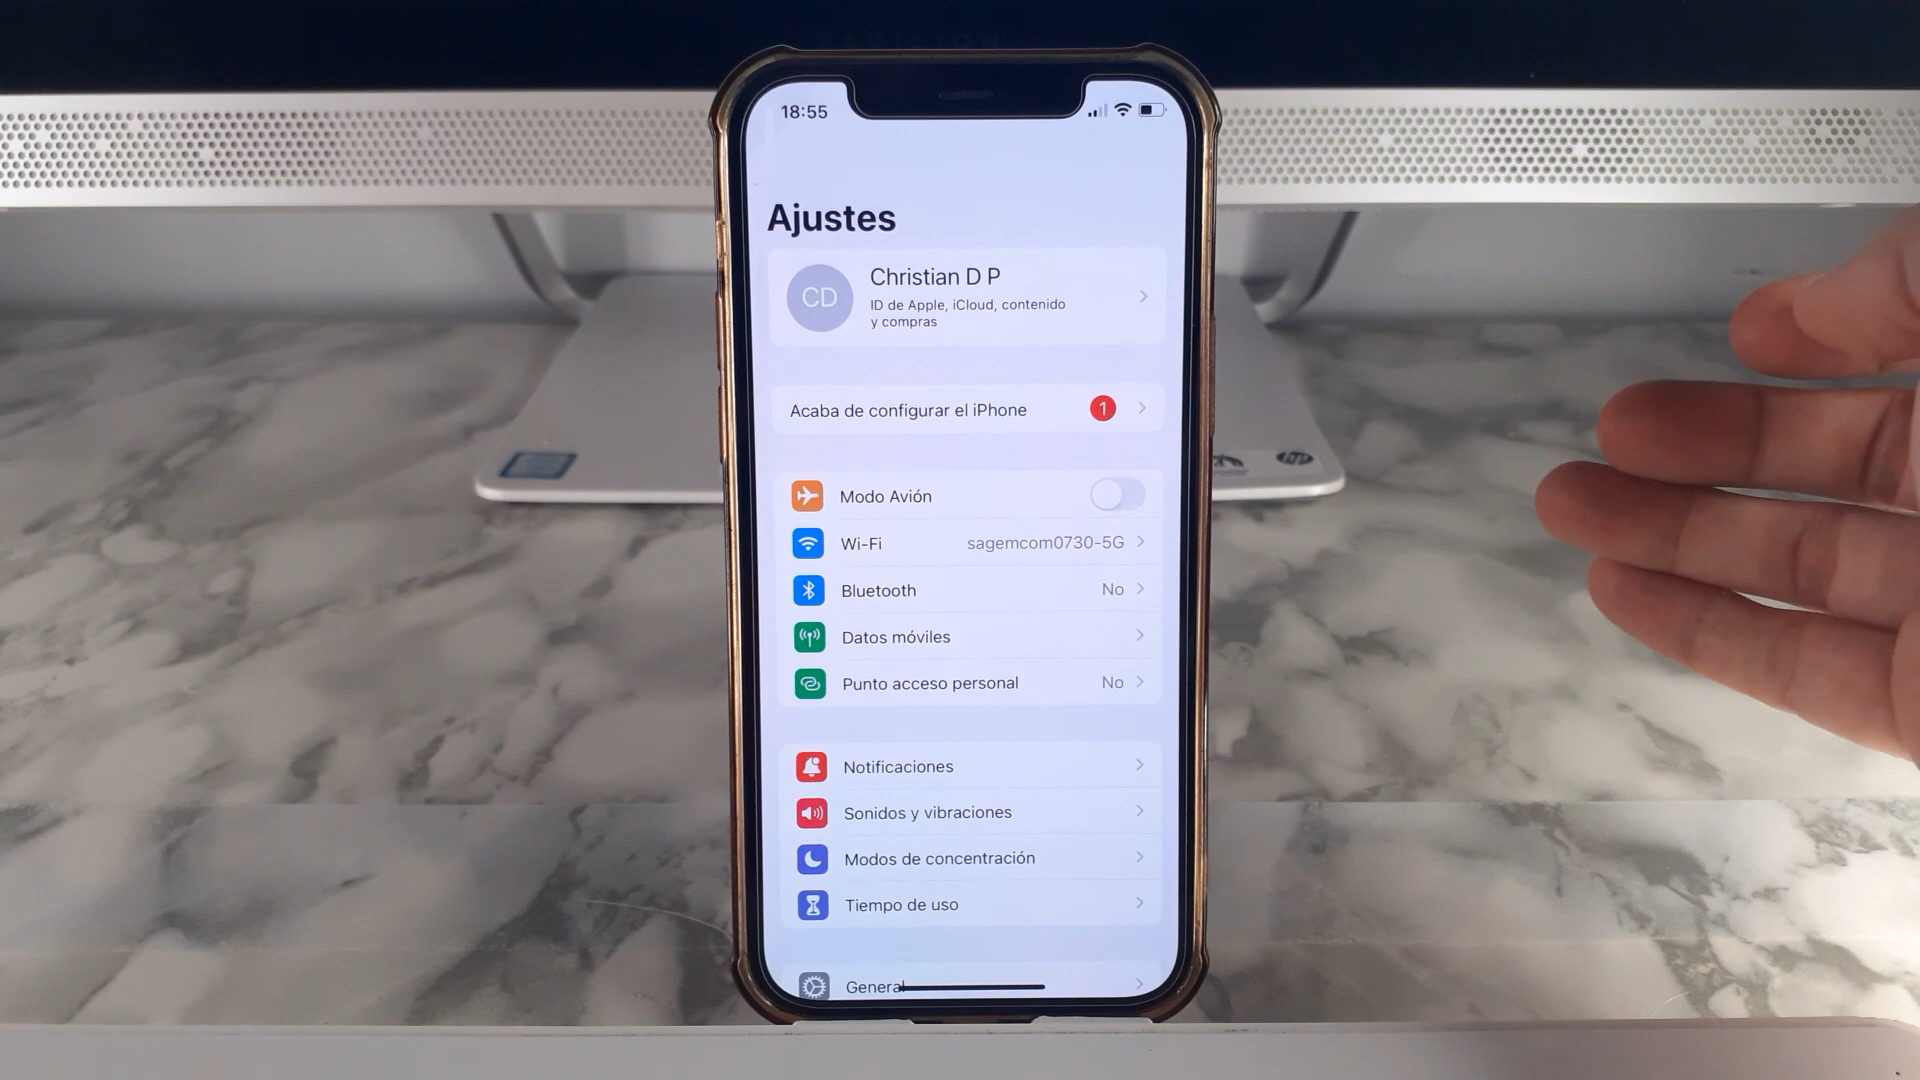 18:55
Ajustes
CD
Christian D P
ID de Apple, iCloud, contenido
y compras
Acaba de configurar el iPhone 1
Modo Avión
Wi-Fi sagemcom0730-5G
Bluetooth No
Datos móviles
Punto acceso personal No
Notificaciones
Sonidos y vibraciones
Modos de concentración
Tiempo de uso
General
hp